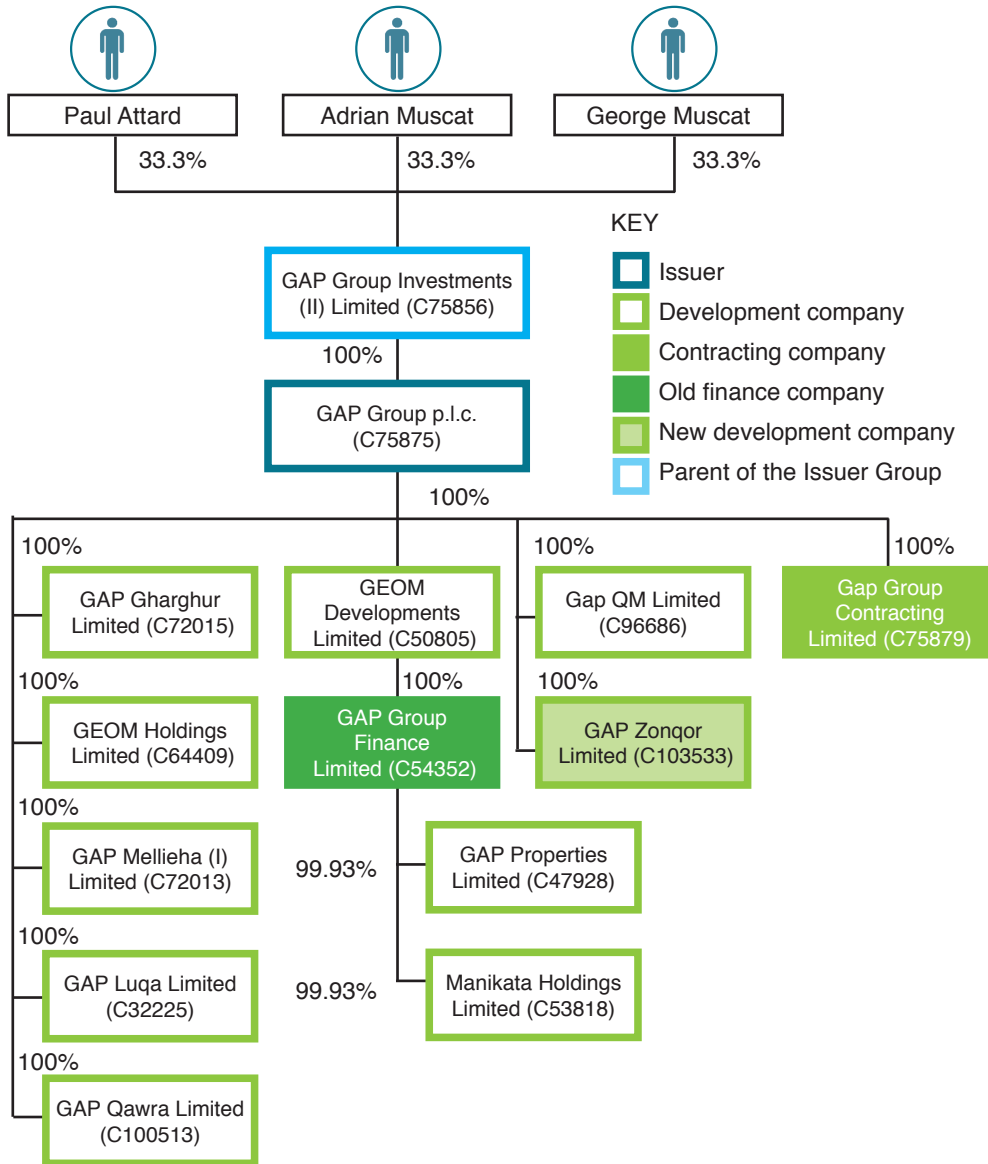 Paul Attard
Adrian Muscat
George Muscat
33.3%
33.3%
33.3%
KEY
Issuer
Development company
Contracting company
Old finance company
New development company
Parent of the Issuer Group
GAP Group Investments
(II) Limited (C75856)
100%
GAP Group p.l.c.
(C75875)
100%
100%
GAP Gharghur
Limited (C72015)
100%
GEOM Holdings
Limited (C64409)
100%
GAP Mellieha (I)
Limited (C72013)
100%
GAP Luqa Limited
(C32225)
100%
GAP Qawra Limited
(C100513)
GEOM
Developments
Limited (C50805)
100%
GAP Group
Finance
Limited (C54352)
99.93%
GAP Properties
Limited (C47928)
99.93%
Manikata Holdings
Limited (C53818)
100%
Gap QM Limited
(C96686)
100%
GAP Zonqor
Limited (C103533)
100%
Gap Group
Contracting
Limited (C75879)